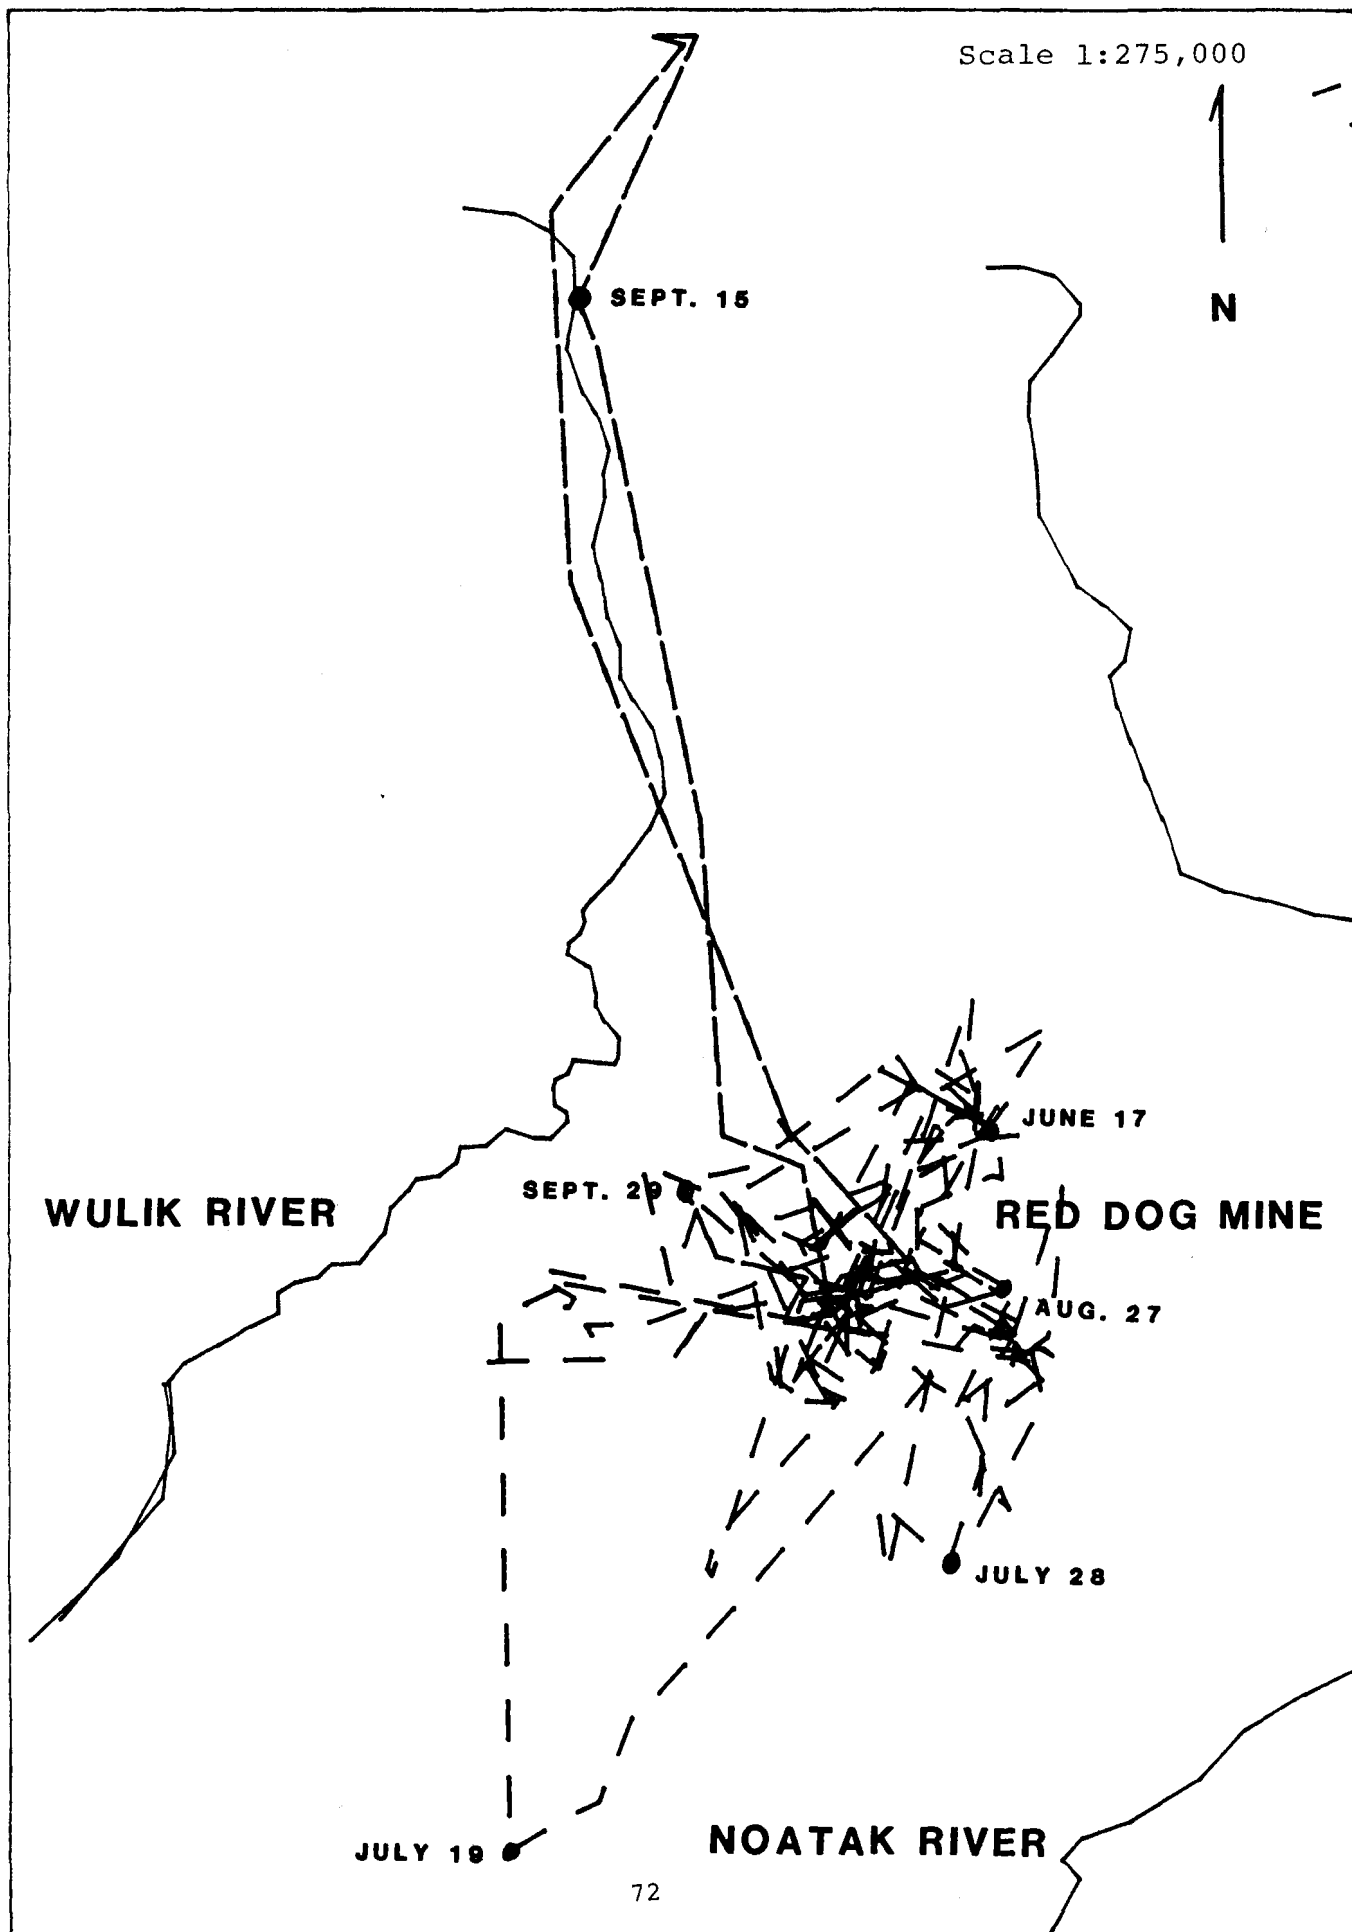 Scale 1:275,000
N
SEPT. 15
JUNE 17
SEPT. 29
WULIK RIVER
RED DOG MINE
AUG. 27
JULY 28
JULY 19
NOATAK RIVER
72